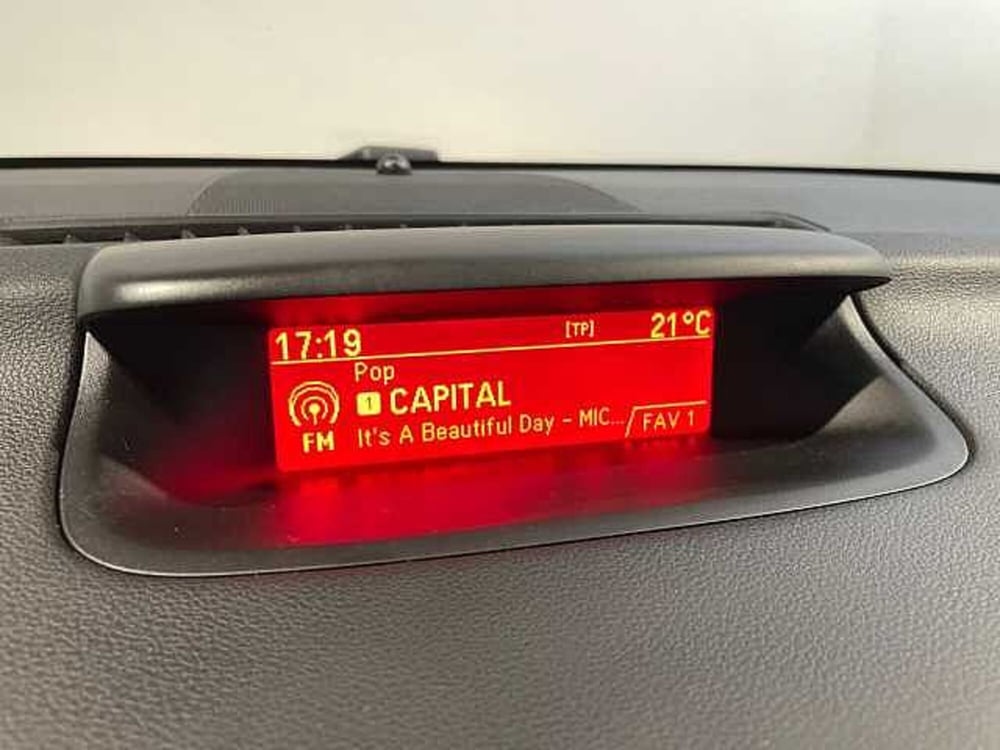 17:19 [TP] 21°C
Pop
1 CAPITAL
FM It's A Beautiful Day - MIC... FAV 1